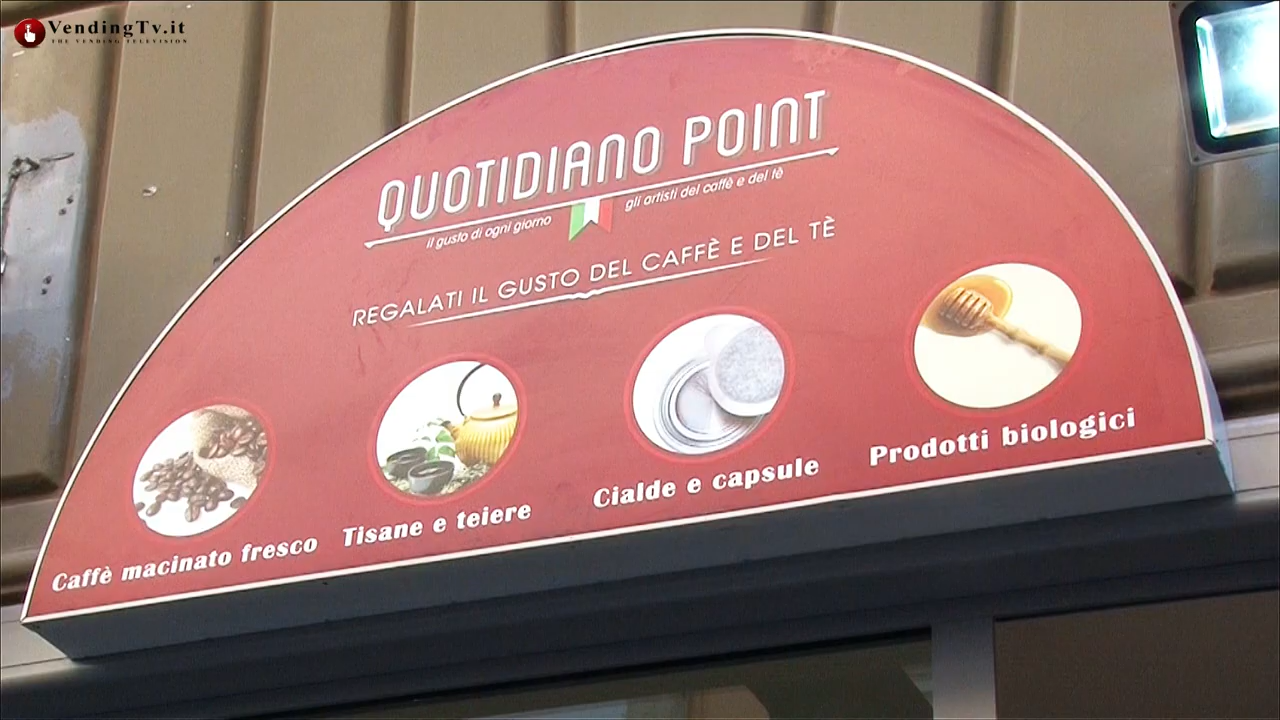 VendingTv.it
THE VENDING TELEVISION
QUOTIDIANO POINT
il gusto di ogni giorno
gli artisti del caffè e del tè
REGALATI IL GUSTO DEL CAFFÈ E DEL TÈ
Caffè macinato fresco
Tisane e teiere
Cialde e capsule
Prodotti biologici